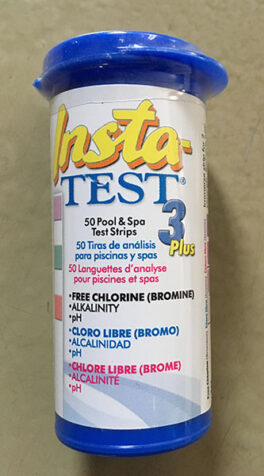 Insta-
TEST®
3
Plus
50 Pool & Spa
Test Strips
50 Tiras de análisis
para piscinas y spas
50 Languettes d'analyse
pour piscines et spas
•FREE CHLORINE (BROMINE)
•ALKALINITY
•pH
•CLORO LIBRE (BROMO)
•ALCALINIDAD
•pH
•CHLORE LIBRE (BROME)
•ALCALINITÉ
•pH